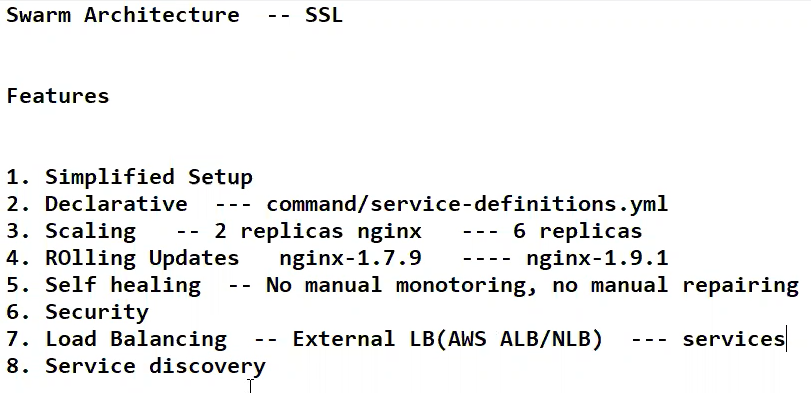 Swarm Architecture  -- SSL
Features
1. Simplified Setup
2. Declarative  --- command/service-definitions.yml
3. Scaling   -- 2 replicas nginx   --- 6 replicas
4. ROlling Updates   nginx-1.7.9   ---- nginx-1.9.1
5. Self healing  -- No manual monotoring, no manual repairing
6. Security
7. Load Balancing  -- External LB(AWS ALB/NLB)  --- services
8. Service discovery